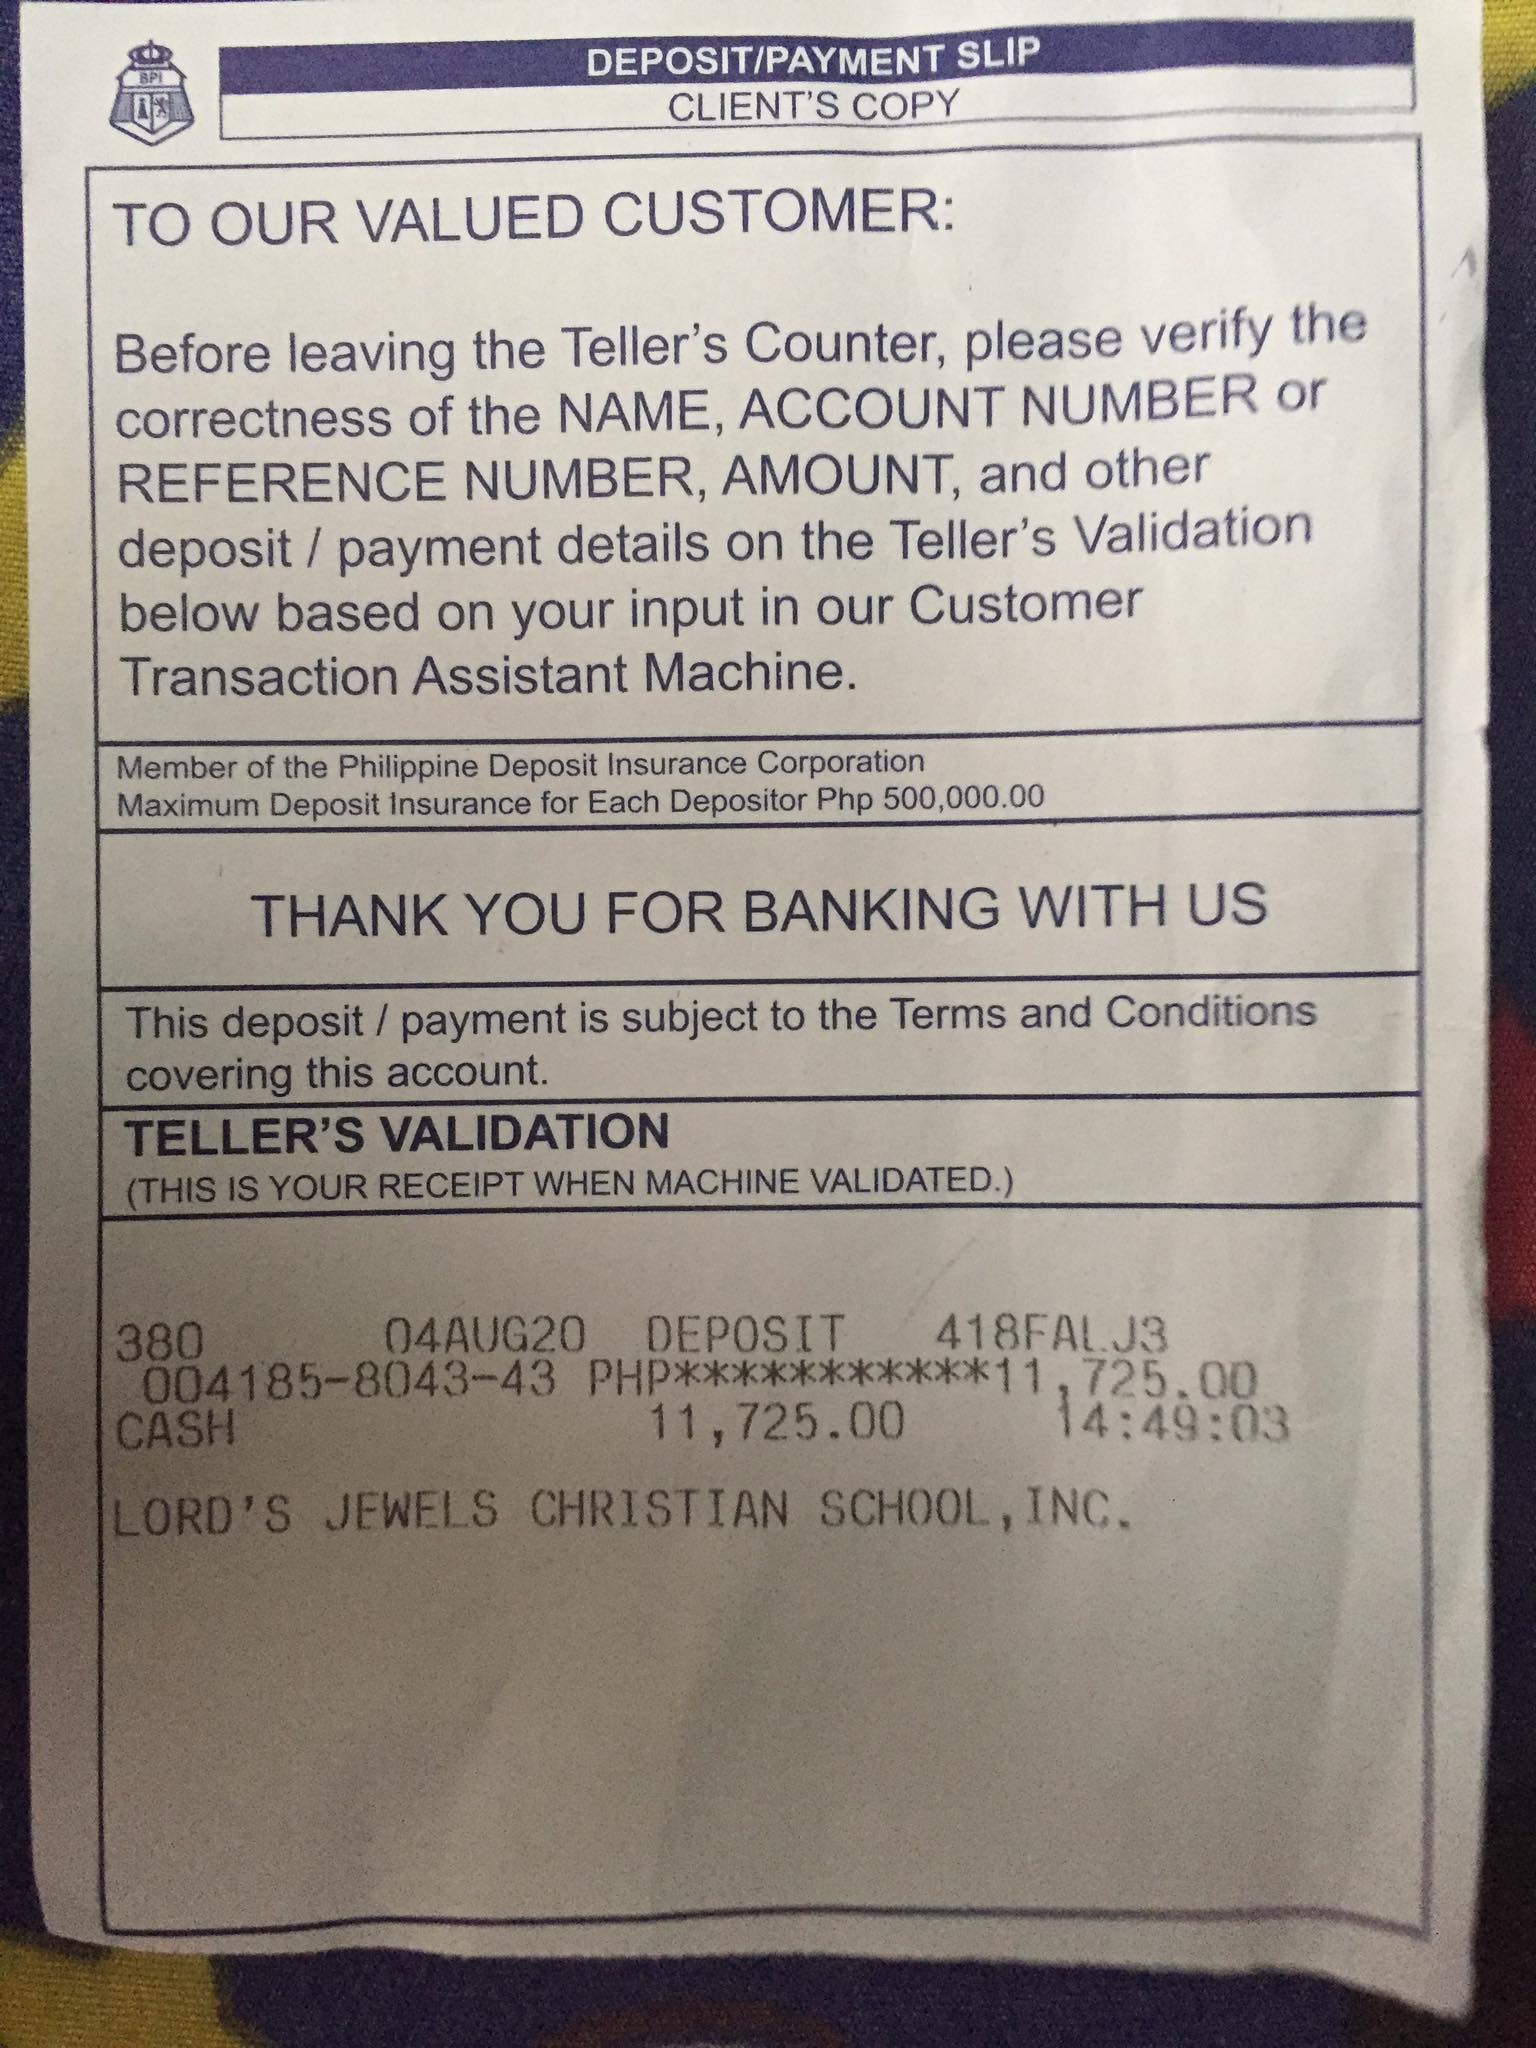 BPI
DEPOSIT/PAYMENT SLIP
CLIENT'S COPY
TO OUR VALUED CUSTOMER:
Before leaving the Teller's Counter, please verify the
correctness of the NAME, ACCOUNT NUMBER or
REFERENCE NUMBER, AMOUNT, and other
deposit / payment details on the Teller's Validation
below based on your input in our Customer
Transaction Assistant Machine.
Member of the Philippine Deposit Insurance Corporation
Maximum Deposit Insurance for Each Depositor Php 500,000.00
THANK YOU FOR BANKING WITH US
This deposit / payment is subject to the Terms and Conditions
covering this account.
TELLER'S VALIDATION
(THIS IS YOUR RECEIPT WHEN MACHINE VALIDATED.)
380 04AUG20 DEPOSIT 418FALJ3
004185-8043-43 PHP***********11,725.00
CASH 11,725.00 14:49:03
LORD'S JEWELS CHRISTIAN SCHOOL,INC.